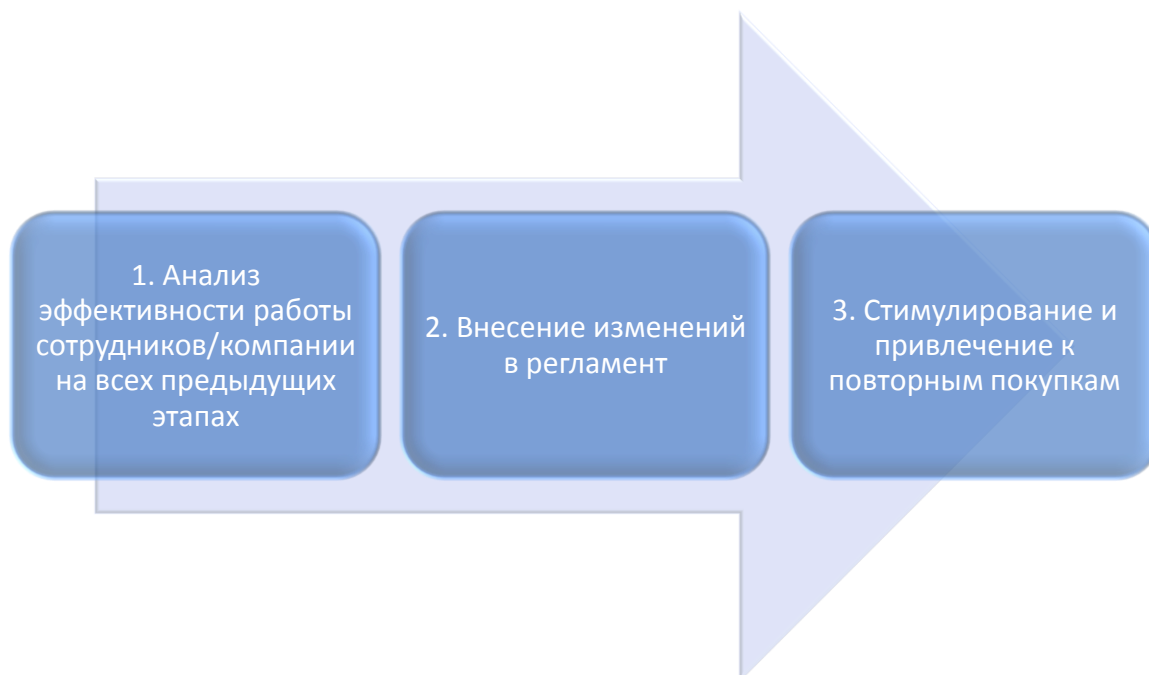 1. Анализ
эффективности работы
сотрудников/компании
на всех предыдущих
этапах
2. Внесение изменений
в регламент
3. Стимулирование и
привлечение к
повторным покупкам